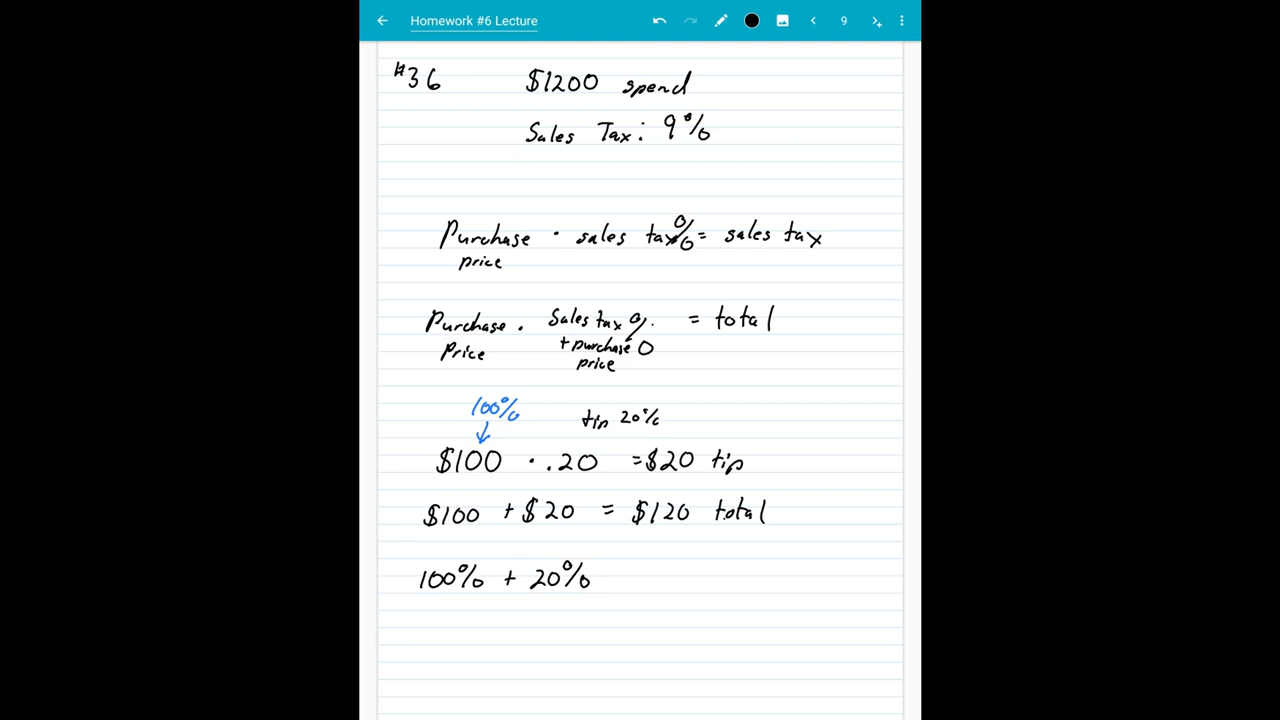 Homework #6 Lecture
9
#36 $1200 spend
Sales Tax: 9%
Purchase · sales tax% = sales tax
price
Purchase · Sales tax % = total
Price + purchase
price
100% tip 20%
$100 · .20 = $20 tip
$100 + $20 = $120 total
100% + 20%